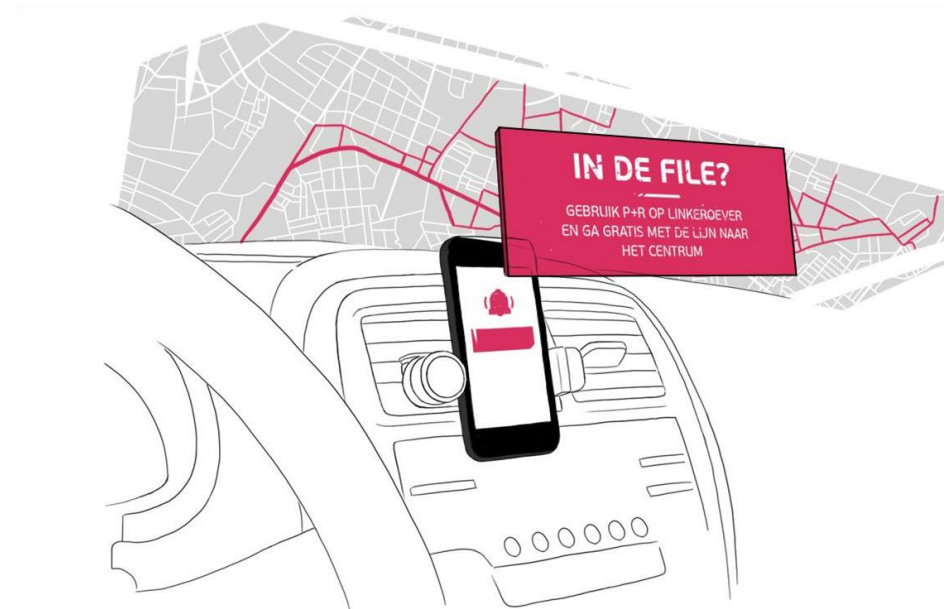 IN DE FILE?
GEBRUIK P+R OP LINKEROEVER
EN GA GRATIS MET DE LIJN NAAR
HET CENTRUM